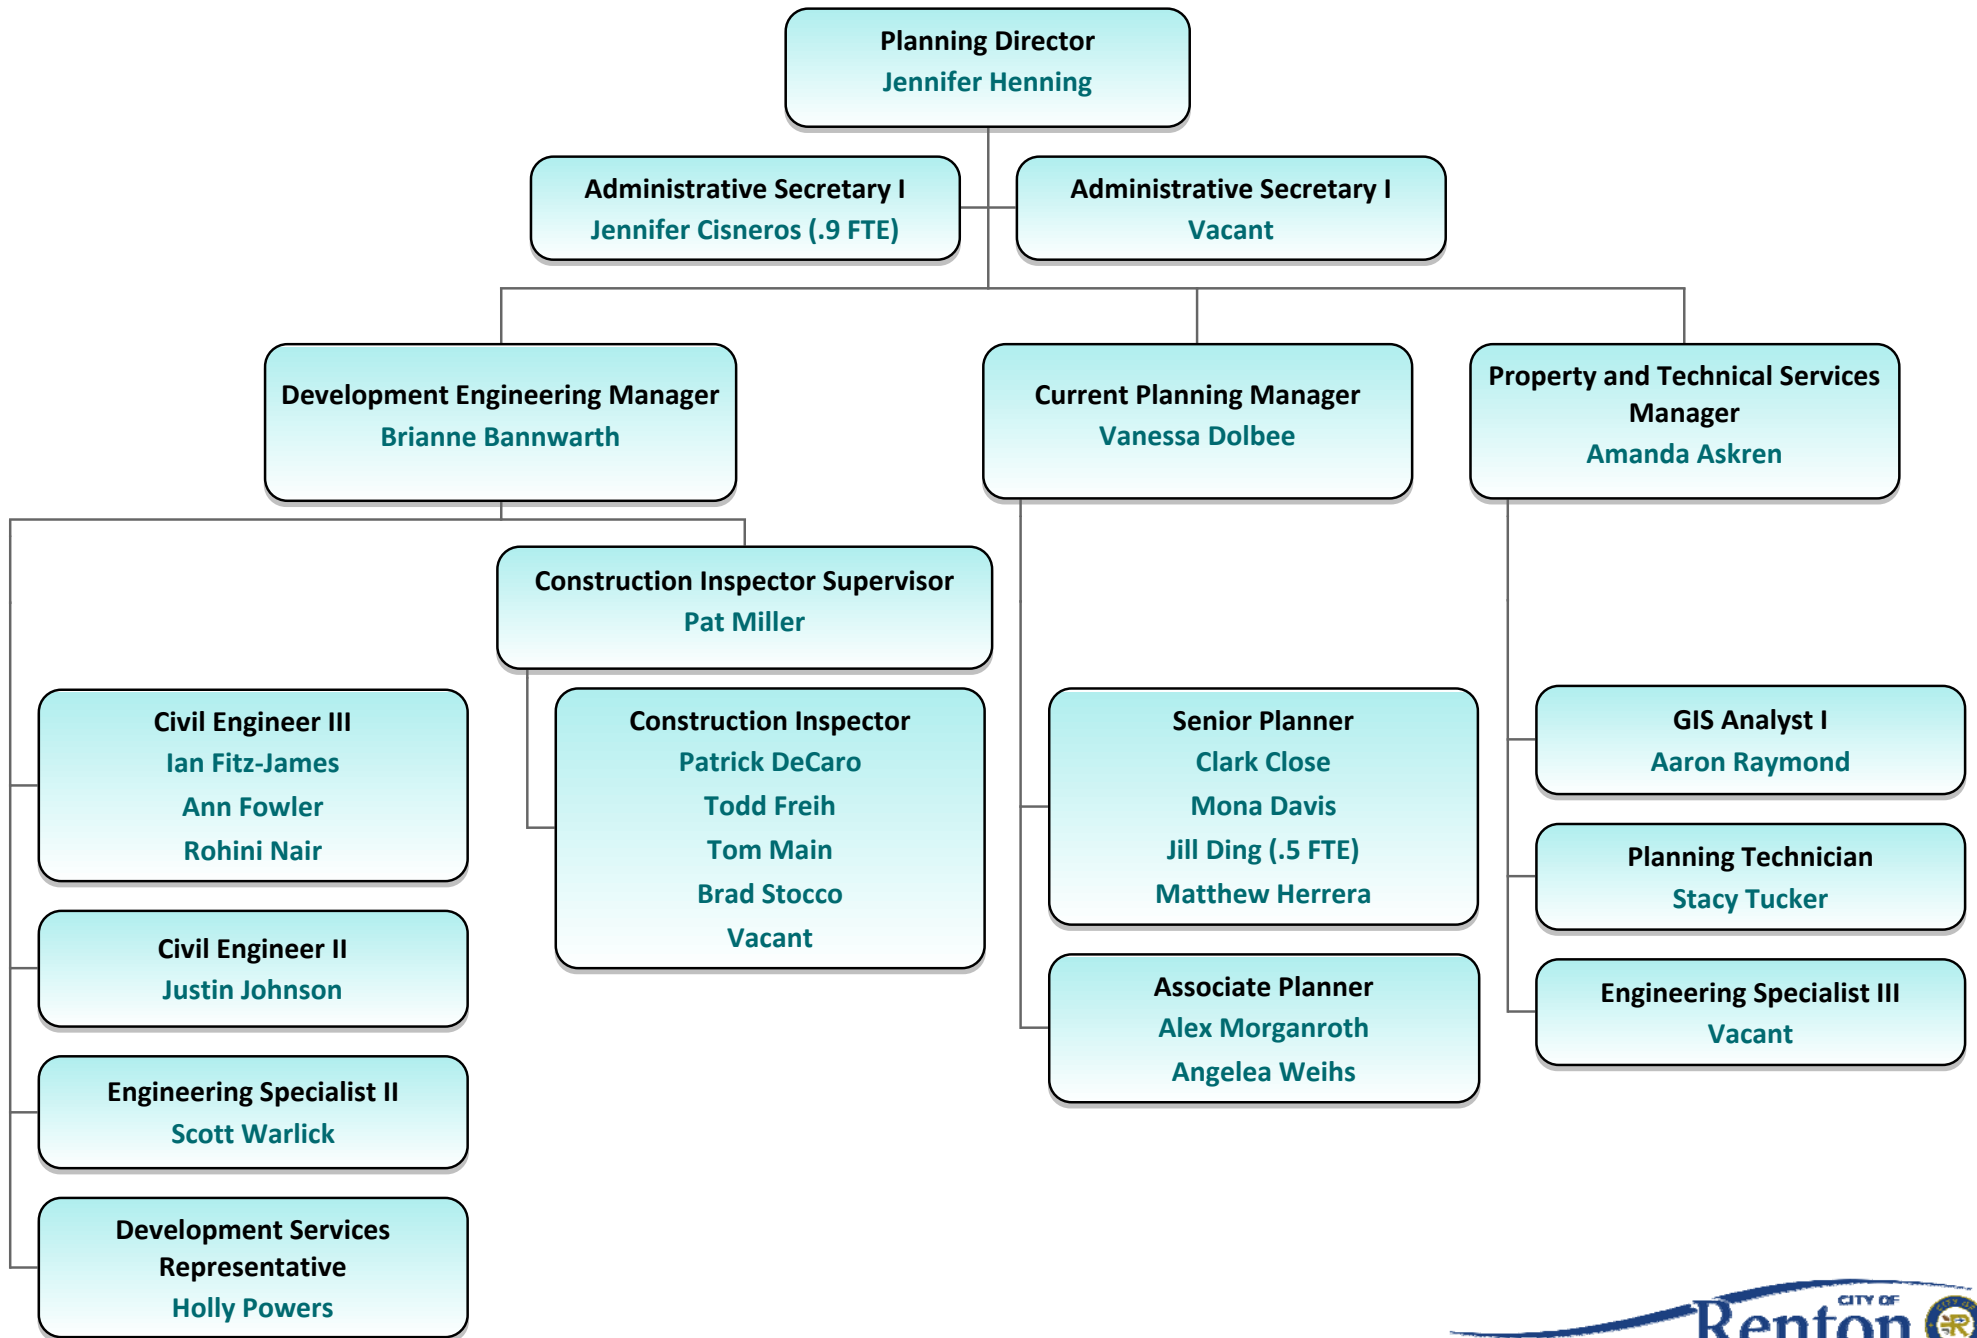 Planning Director
Jennifer Henning
Administrative Secretary I
Jennifer Cisneros (.9 FTE)
Administrative Secretary I
Vacant
Development Engineering Manager
Brianne Bannwarth
Current Planning Manager
Vanessa Dolbee
Property and Technical Services
Manager
Amanda Askren
Construction Inspector Supervisor
Pat Miller
Civil Engineer III
Ian Fitz-James
Ann Fowler
Rohini Nair
Construction Inspector
Patrick DeCaro
Todd Freih
Tom Main
Brad Stocco
Vacant
Senior Planner
Clark Close
Mona Davis
Jill Ding (.5 FTE)
Matthew Herrera
GIS Analyst I
Aaron Raymond
Planning Technician
Stacy Tucker
Civil Engineer II
Justin Johnson
Associate Planner
Alex Morganroth
Angelea Weihs
Engineering Specialist III
Vacant
Engineering Specialist II
Scott Warlick
Development Services
Representative
Holly Powers
CITY OF
Renton